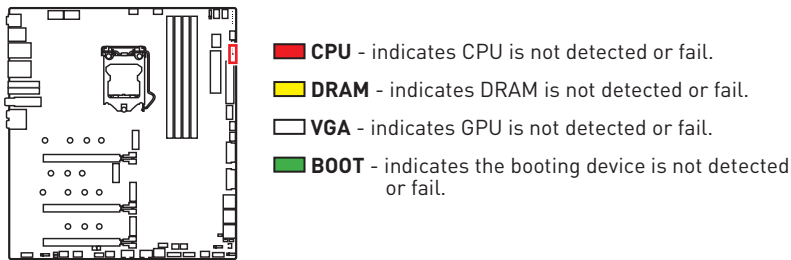 CPU - indicates CPU is not detected or fail.
DRAM - indicates DRAM is not detected or fail.
VGA - indicates GPU is not detected or fail.
BOOT - indicates the booting device is not detected
or fail.